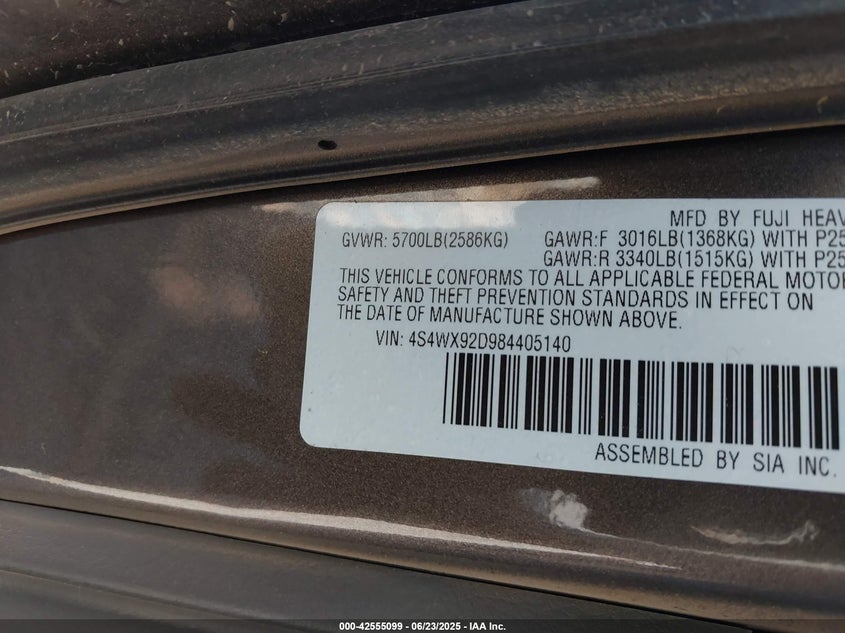 MFD BY FUJI HEAV
GVWR: 5700LB(2586KG) GAWR:F 3016LB(1368KG) WITH P25
GAWR:R 3340LB(1515KG) WITH P25
THIS VEHICLE CONFORMS TO ALL APPLICABLE FEDERAL MOTOR
SAFETY AND THEFT PREVENTION STANDARDS IN EFFECT ON
THE DATE OF MANUFACTURE SHOWN ABOVE.
VIN: 4S4WX92D984405140
ASSEMBLED BY SIA INC.
000-42555099 - 06/23/2025 - IAA Inc.